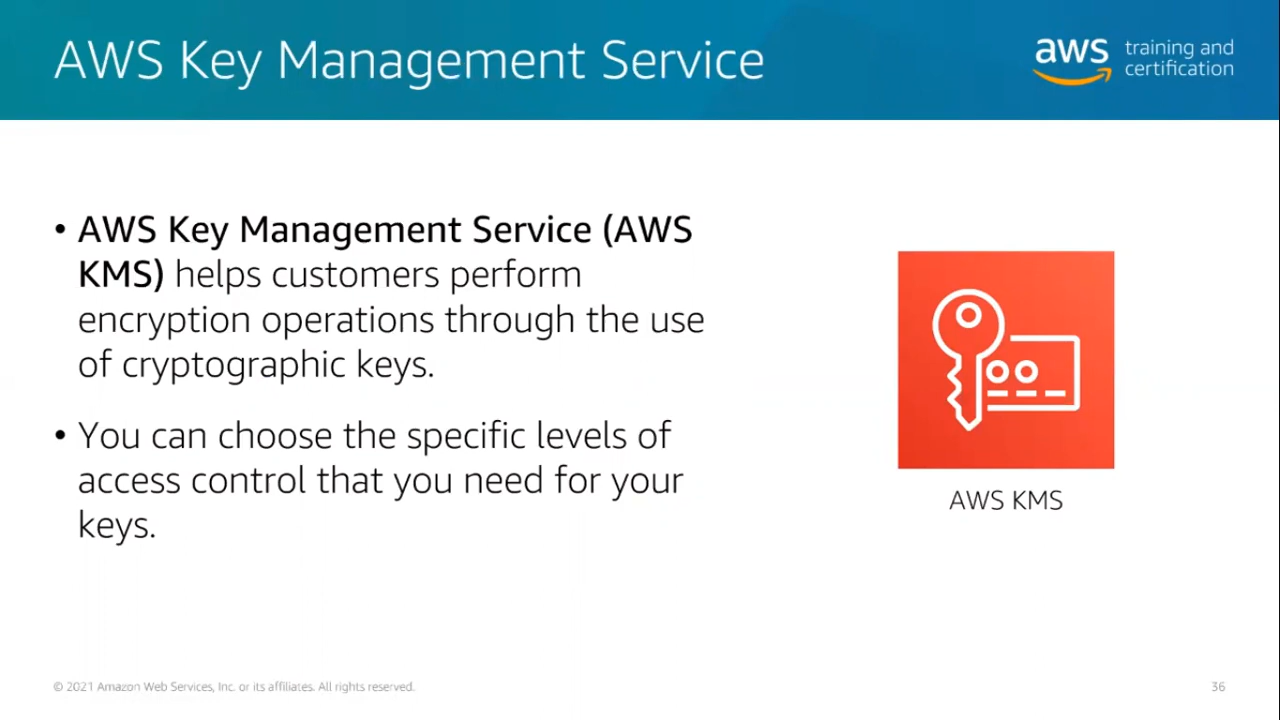 AWS Key Management Service
aws training and
certification
• AWS Key Management Service (AWS
KMS) helps customers perform
encryption operations through the use
of cryptographic keys.
• You can choose the specific levels of
access control that you need for your
keys.
AWS KMS
© 2021 Amazon Web Services, Inc. or its affiliates. All rights reserved.
36